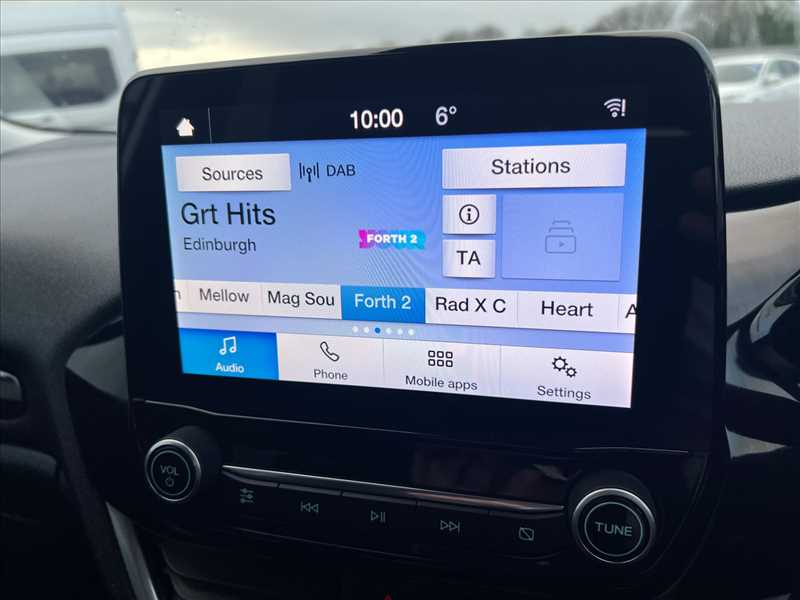 10:00 6°
Sources DAB Stations
Grt Hits
Edinburgh
FORTH 2
TA
Mellow Mag Sou Forth 2 Rad X C Heart
Audio Phone Mobile apps Settings
VOL
TUNE